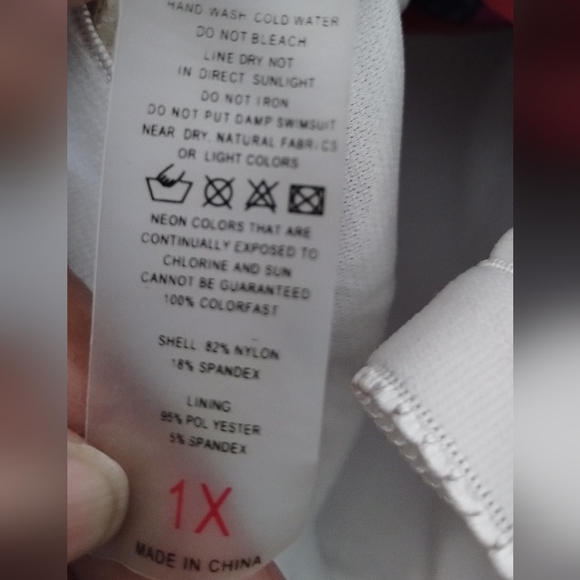 HAND WASH COLD WATER
DO NOT BLEACH
LINE DRY NOT
IN DIRECT SUNLIGHT
DO NOT IRON
DO NOT PUT DAMP SWIMSUIT
NEAR DRY, NATURAL FABRICS
OR LIGHT COLORS
NEON COLORS THAT ARE
CONTINUALLY EXPOSED TO
CHLORINE AND SUN
CANNOT BE GUARANTEED
100% COLORFAST
SHELL 82% NYLON
18% SPANDEX
LINING
95% POLYESTER
5% SPANDEX
1X
MADE IN CHINA